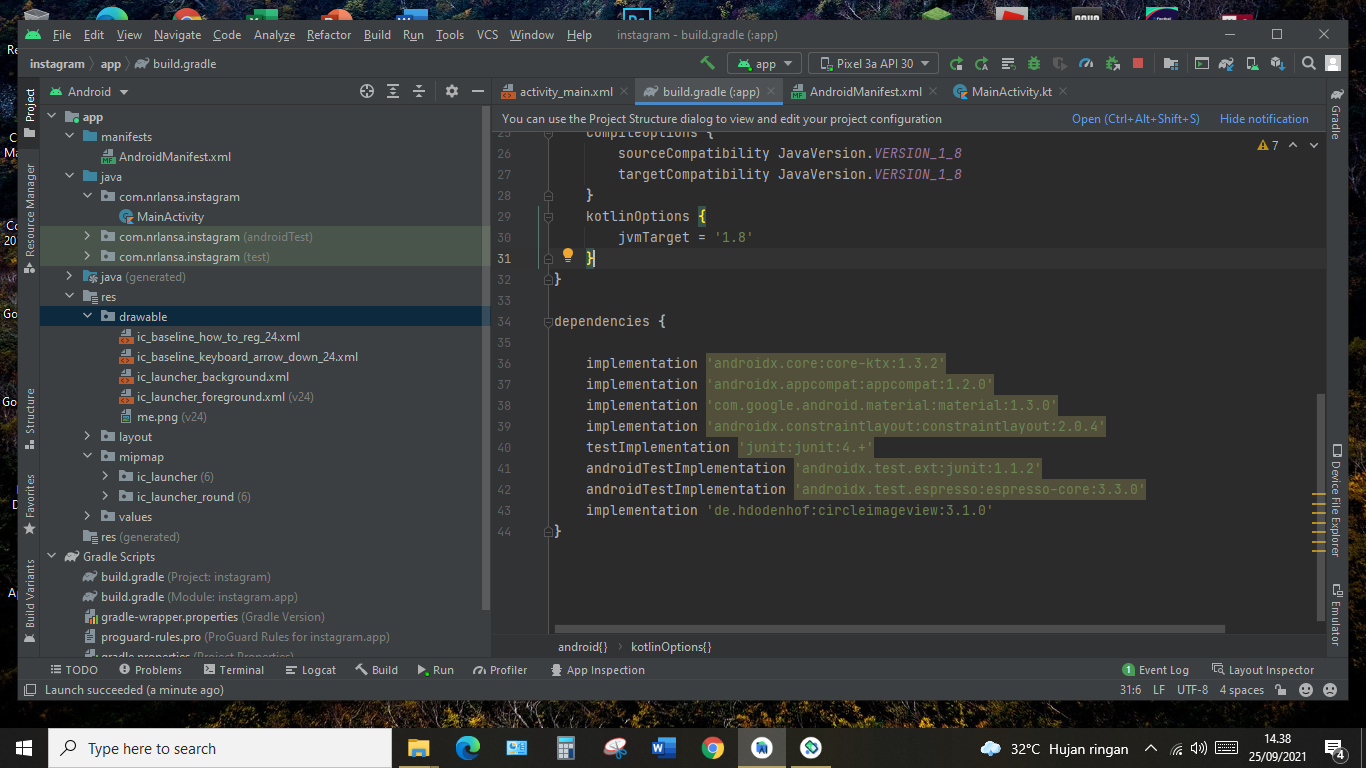 File Edit View Navigate Code Analyze Refactor Build Run Tools VCS Window Help instagram - build.gradle (:app)
instagram app build.gradle app Pixel 3a API 30
Android
activity_main.xml build.gradle (:app) AndroidManifest.xml MainActivity.kt
You can use the Project Structure dialog to view and edit your project configuration Open (Ctrl+Alt+Shift+S) Hide notification
Project
Resource Manager
Structure
Favorites
Build Variants
app
manifests
AndroidManifest.xml
java
com.nrlansa.instagram
MainActivity
com.nrlansa.instagram (androidTest)
com.nrlansa.instagram (test)
java (generated)
res
drawable
ic_baseline_how_to_reg_24.xml
ic_baseline_keyboard_arrow_down_24.xml
ic_launcher_background.xml
ic_launcher_foreground.xml (v24)
me.png (v24)
layout
mipmap
ic_launcher (6)
ic_launcher_round (6)
values
res (generated)
Gradle Scripts
build.gradle (Project: instagram)
build.gradle (Module: instagram.app)
gradle-wrapper.properties (Gradle Version)
proguard-rules.pro (ProGuard Rules for instagram.app)
gradle.properties (Project Properties)
25 compileOptions {
26 sourceCompatibility JavaVersion.VERSION_1_8
27 targetCompatibility JavaVersion.VERSION_1_8
28 }
29 kotlinOptions {
30 jvmTarget = '1.8'
31 }
32 }
33
34 dependencies {
35
36 implementation 'androidx.core:core-ktx:1.3.2'
37 implementation 'androidx.appcompat:appcompat:1.2.0'
38 implementation 'com.google.android.material:material:1.3.0'
39 implementation 'androidx.constraintlayout:constraintlayout:2.0.4'
40 testImplementation 'junit:junit:4.+'
41 androidTestImplementation 'androidx.test.ext:junit:1.1.2'
42 androidTestImplementation 'androidx.test.espresso:espresso-core:3.3.0'
43 implementation 'de.hdodenhof:circleimageview:3.1.0'
44 }
7
Gradle
Device File Explorer
Emulator
android{} kotlinOptions{}
TODO Problems Terminal Logcat Build Run Profiler App Inspection 1 Event Log Layout Inspector
Launch succeeded (a minute ago) 31:6 LF UTF-8 4 spaces
Type here to search 32°C Hujan ringan 14.38
25/09/2021 4